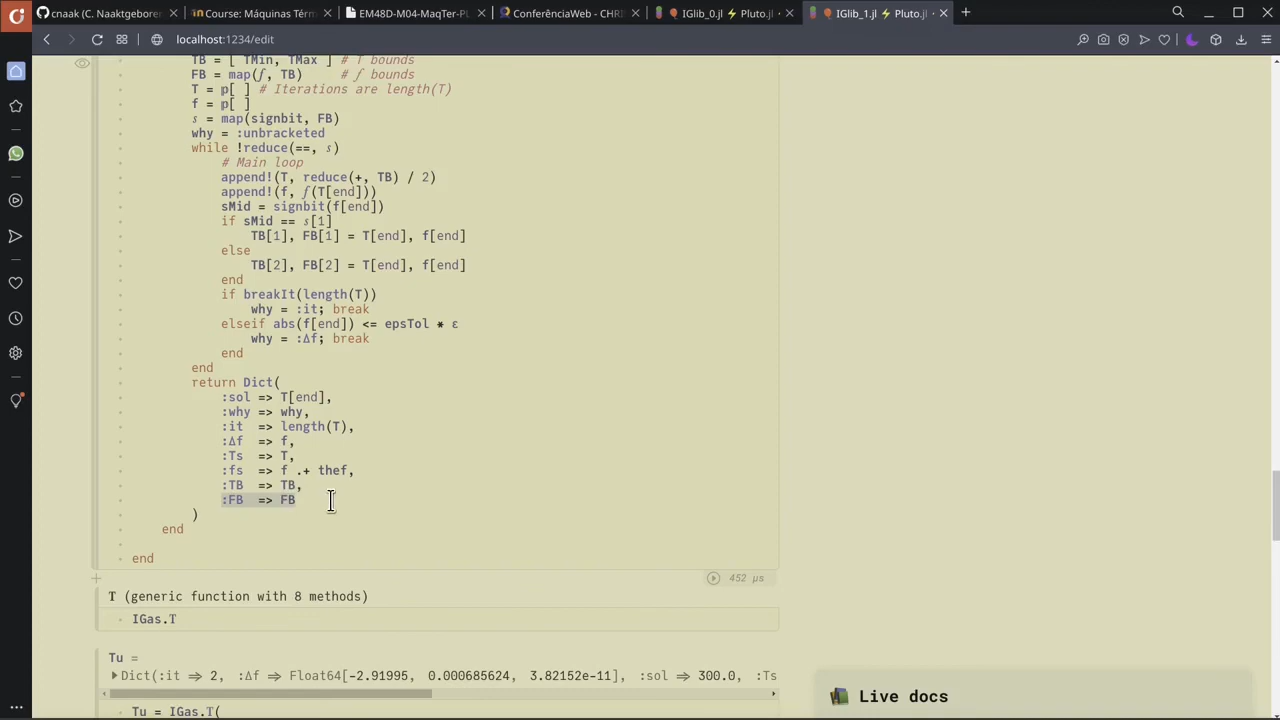 cnaak (C. Naaktgeboren
Course: Máquinas Térm
EM48D-M04-MaqTer-PL
ConferênciaWeb - CHR
IGlib_0.jl ⚡ Pluto.jl
IGlib_1.jl ⚡ Pluto.jl
localhost:1234/edit
TB = [ TMin, TMax ] # T bounds
FB = map(ƒ, TB)     # ƒ bounds
T = 𝕡[ ] # Iterations are length(T)
f = 𝕡[ ]
𝑠 = map(signbit, FB)
why = :unbracketed
while !reduce(==, 𝑠)
# Main loop
append!(T, reduce(+, TB) / 2)
append!(f, ƒ(T[end]))
sMid = signbit(f[end])
if sMid == 𝑠[1]
TB[1], FB[1] = T[end], f[end]
else
TB[2], FB[2] = T[end], f[end]
end
if breakIt(length(T))
why = :it; break
elseif abs(f[end]) <= epsTol * ε
why = :Δf; break
end
end
return Dict(
:sol => T[end],
:why => why,
:it  => length(T),
:Δf  => f,
:Ts  => T,
:fs  => f .+ thef,
:TB  => TB,
:FB  => FB
)
end
end
452 μs
T (generic function with 8 methods)
IGas.T
Tu =
Dict(:it ⇒ 2, :Δf ⇒ Float64[-2.91995, 0.000685624, 3.82152e-11], :sol ⇒ 300.0, :Ts
Tu = IGas.T(
Live docs